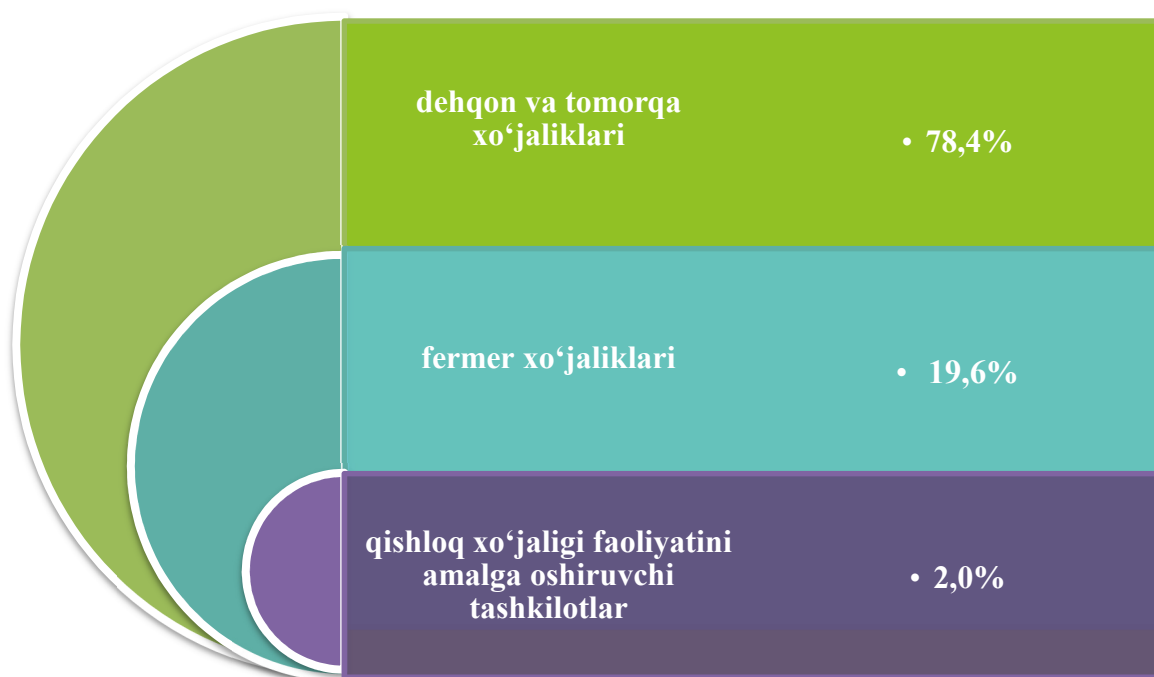 dehqon va tomorqa
xo‘jaliklari
• 78,4%
fermer xo‘jaliklari
• 19,6%
qishloq xo‘jaligi faoliyatini
amalga oshiruvchi
tashkilotlar
• 2,0%